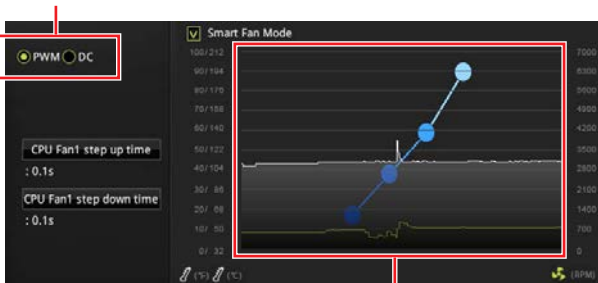 Smart Fan Mode
PWM DC
CPU Fan1 step up time
: 0.1s
CPU Fan1 step down time
: 0.1s
100/212
90/194
80/176
70/158
60/140
50/122
40/104
30/ 86
20/ 68
10/ 50
0/ 32
7000
6300
5600
4900
4200
3500
2800
2100
1400
700
0
(°F) (°C)
(RPM)